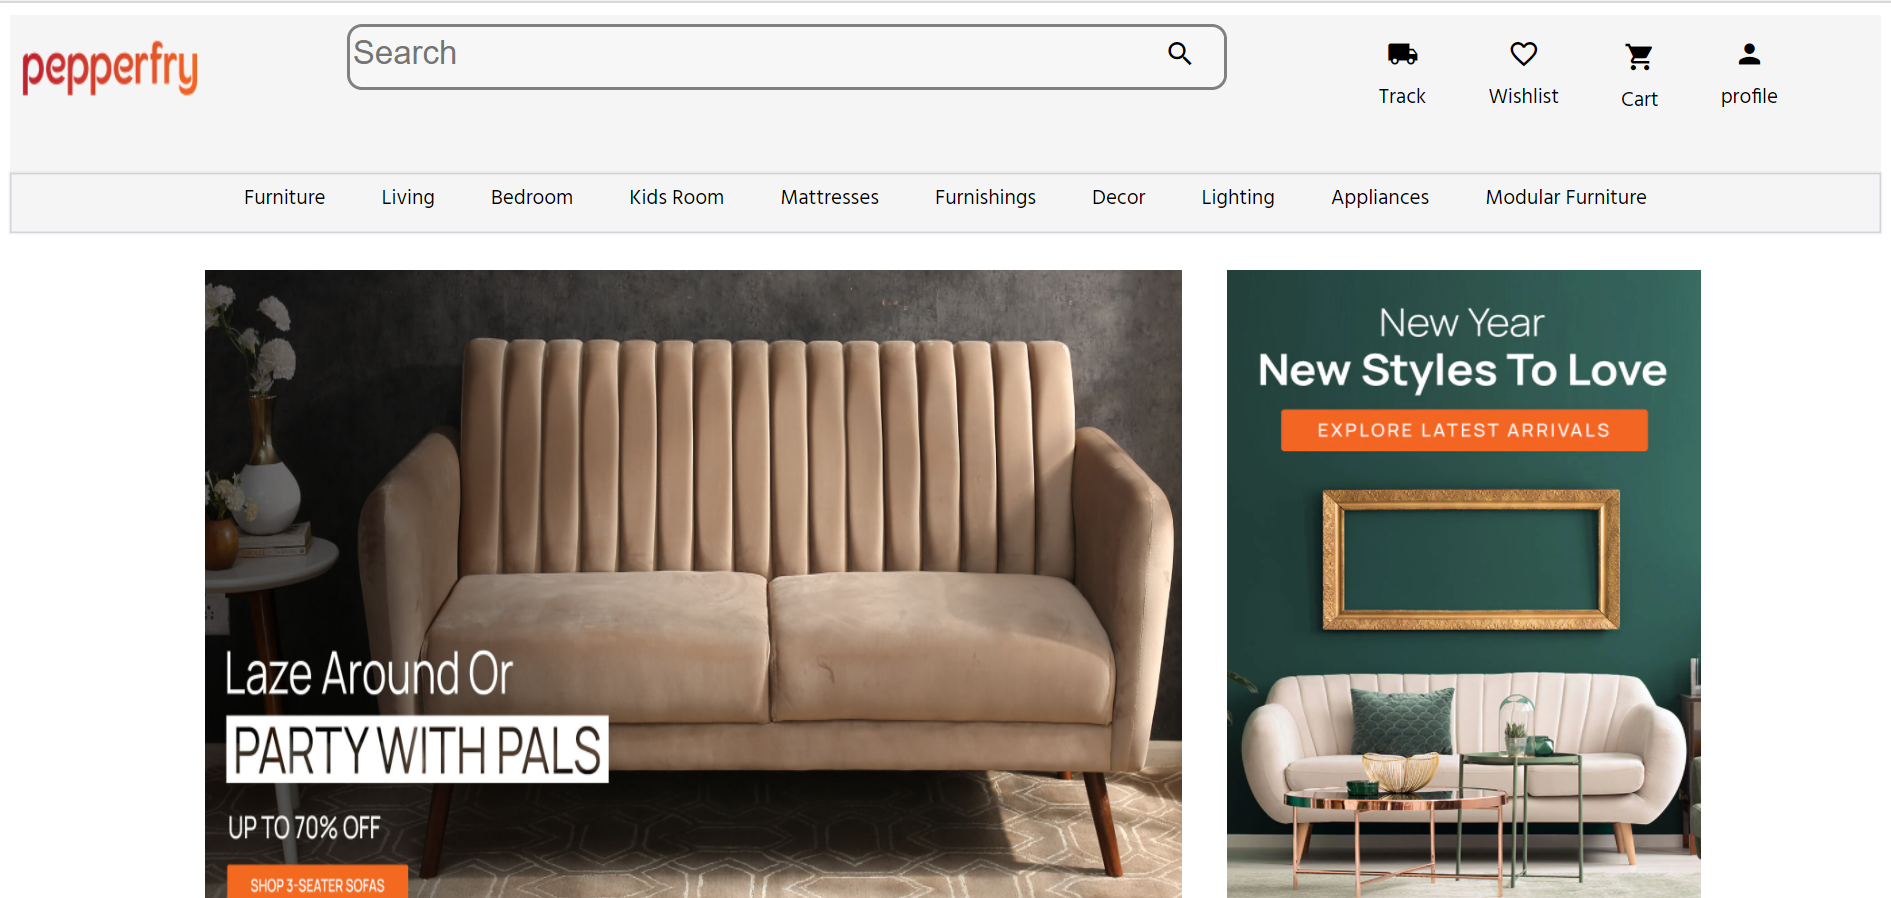 pepperfry
Search
Track
Wishlist
Cart
profile
Furniture
Living
Bedroom
Kids Room
Mattresses
Furnishings
Decor
Lighting
Appliances
Modular Furniture
Laze Around Or
PARTY WITH PALS
UP TO 70% OFF
SHOP 3-SEATER SOFAS
New Year
New Styles To Love
EXPLORE LATEST ARRIVALS